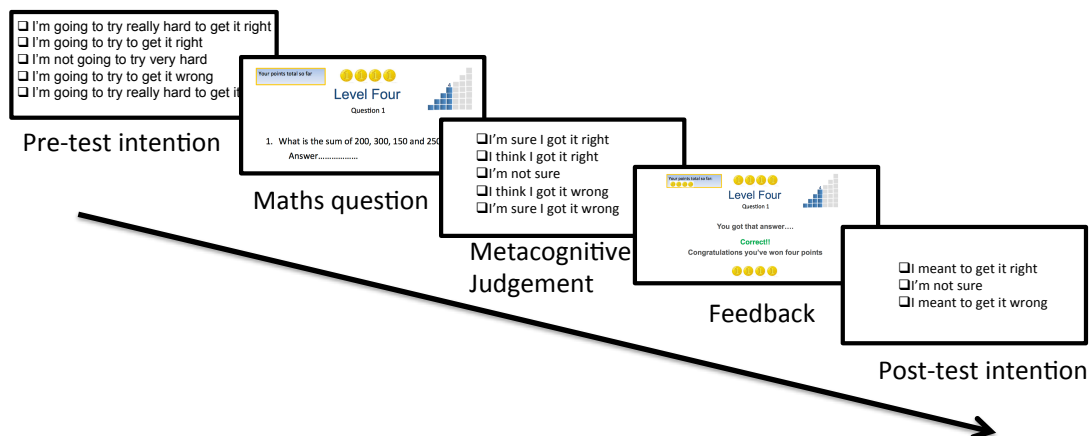 ❑ I'm going to try really hard to get it right
❑ I'm going to try to get it right
❑ I'm not going to try very hard
❑ I'm going to try to get it wrong
❑ I'm going to try really hard to get it
Pre-test intention
Your points total so far
Level Four
Question 1
1. What is the sum of 200, 300, 150 and 250
Answer................
Maths question
❑I'm sure I got it right
❑I think I got it right
❑I'm not sure
❑I think I got it wrong
❑I'm sure I got it wrong
Metacognitive
Judgement
Your points total so far:
Level Four
Question 1
You got that answer....
Correct!!
Congratulations you've won four points
Feedback
❑I meant to get it right
❑I'm not sure
❑I meant to get it wrong
Post-test intention